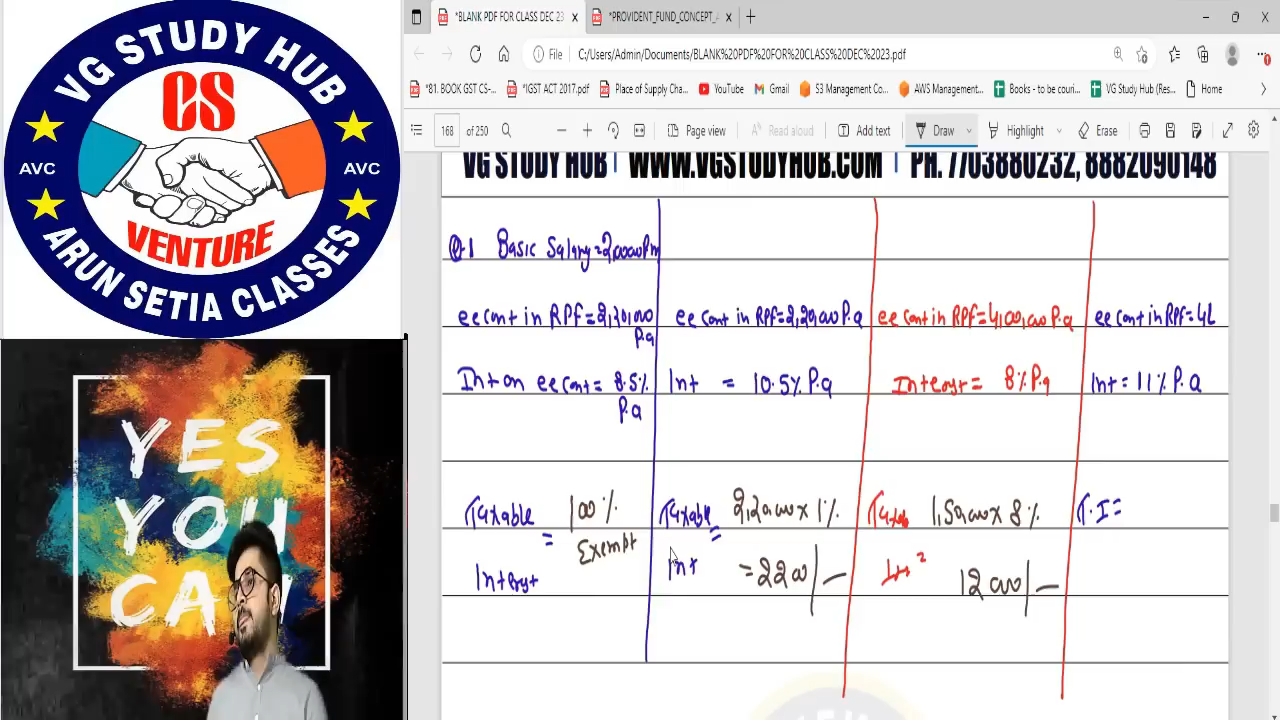 VG STUDY HUB
CS
AVC
AVC
VENTURE
ARUN SETIA CLASSES
YES
YOU
CAN
*BLANK PDF FOR CLASS DEC 23
*PROVIDENT_FUND_CONCEPT_A
File
C:/Users/Admin/Documents/BLANK%20PDF%20FOR%20CLASS%20DEC%202023.pdf
*81. BOOK GST CS-...
*IGST ACT 2017.pdf
Place of Supply Cha...
YouTube
Gmail
S3 Management Co...
AWS Management...
Books - to be couri...
VG Study Hub (Res...
Home
168 of 250
Page view
Read aloud
Add text
Draw
Highlight
Erase
VG STUDY HUB | WWW.VGSTUDYHUB.COM | PH. 7703880232, 8882090148
Q.1 Basic Salary = 2,00,000 Pm
ee Cont in RPF =
P.a
Int on ee Cont = 8.5%
P.a
Taxable
=
Interest
100%
Exempt
ee Cont in RPF = 2,20,000 P.a
Int = 10.5% P.a
Taxable
=
Int
2,20,000 x 1%
= 2200/-
ee Cont in RPF = 4,00,000 P.a
Interest = 8% P.a
1,50,000 x 8%
12000/-
ee Cont in RPF = 4L
Int = 11% P.a
T.I =